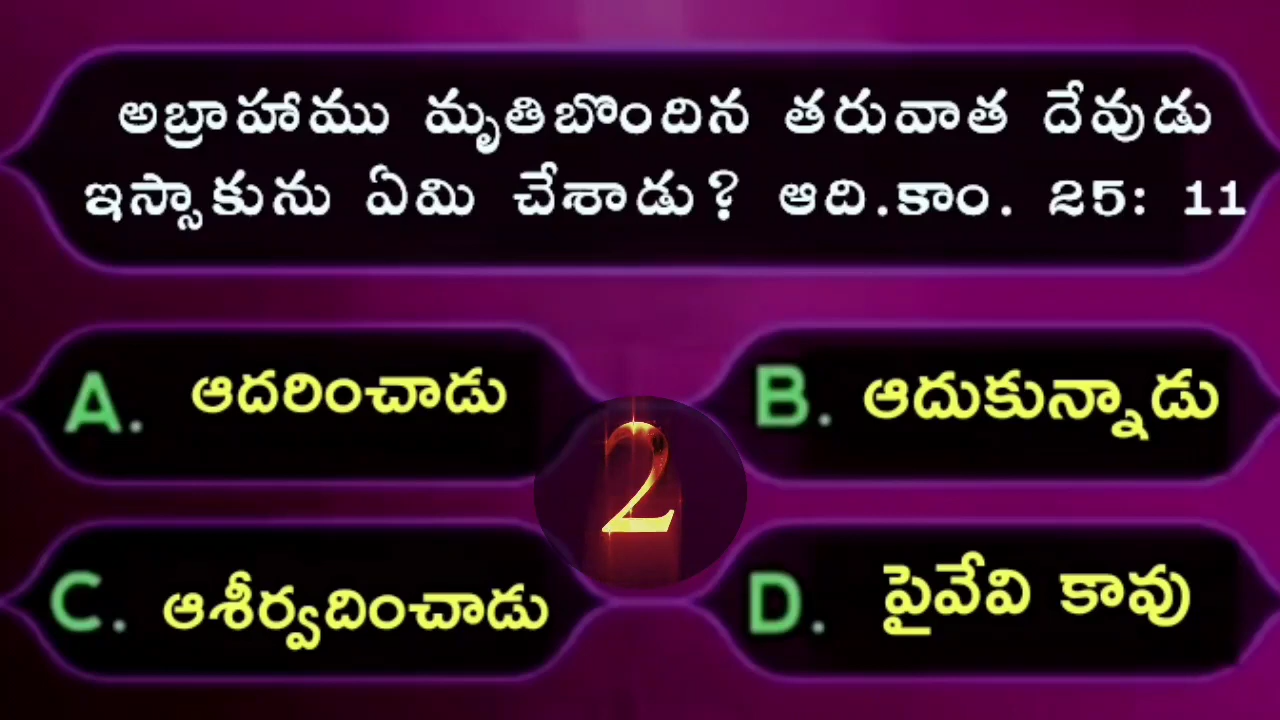 అబ్రాహాము మృతిబొందిన తరువాత దేవుడు
ఇస్సాకును ఏమి చేశాడు? ఆది.కాం. 25: 11
A. ఆదరించాడు
B. ఆదుకున్నాడు
2
C. ఆశీర్వదించాడు
D. పైవేవి కావు